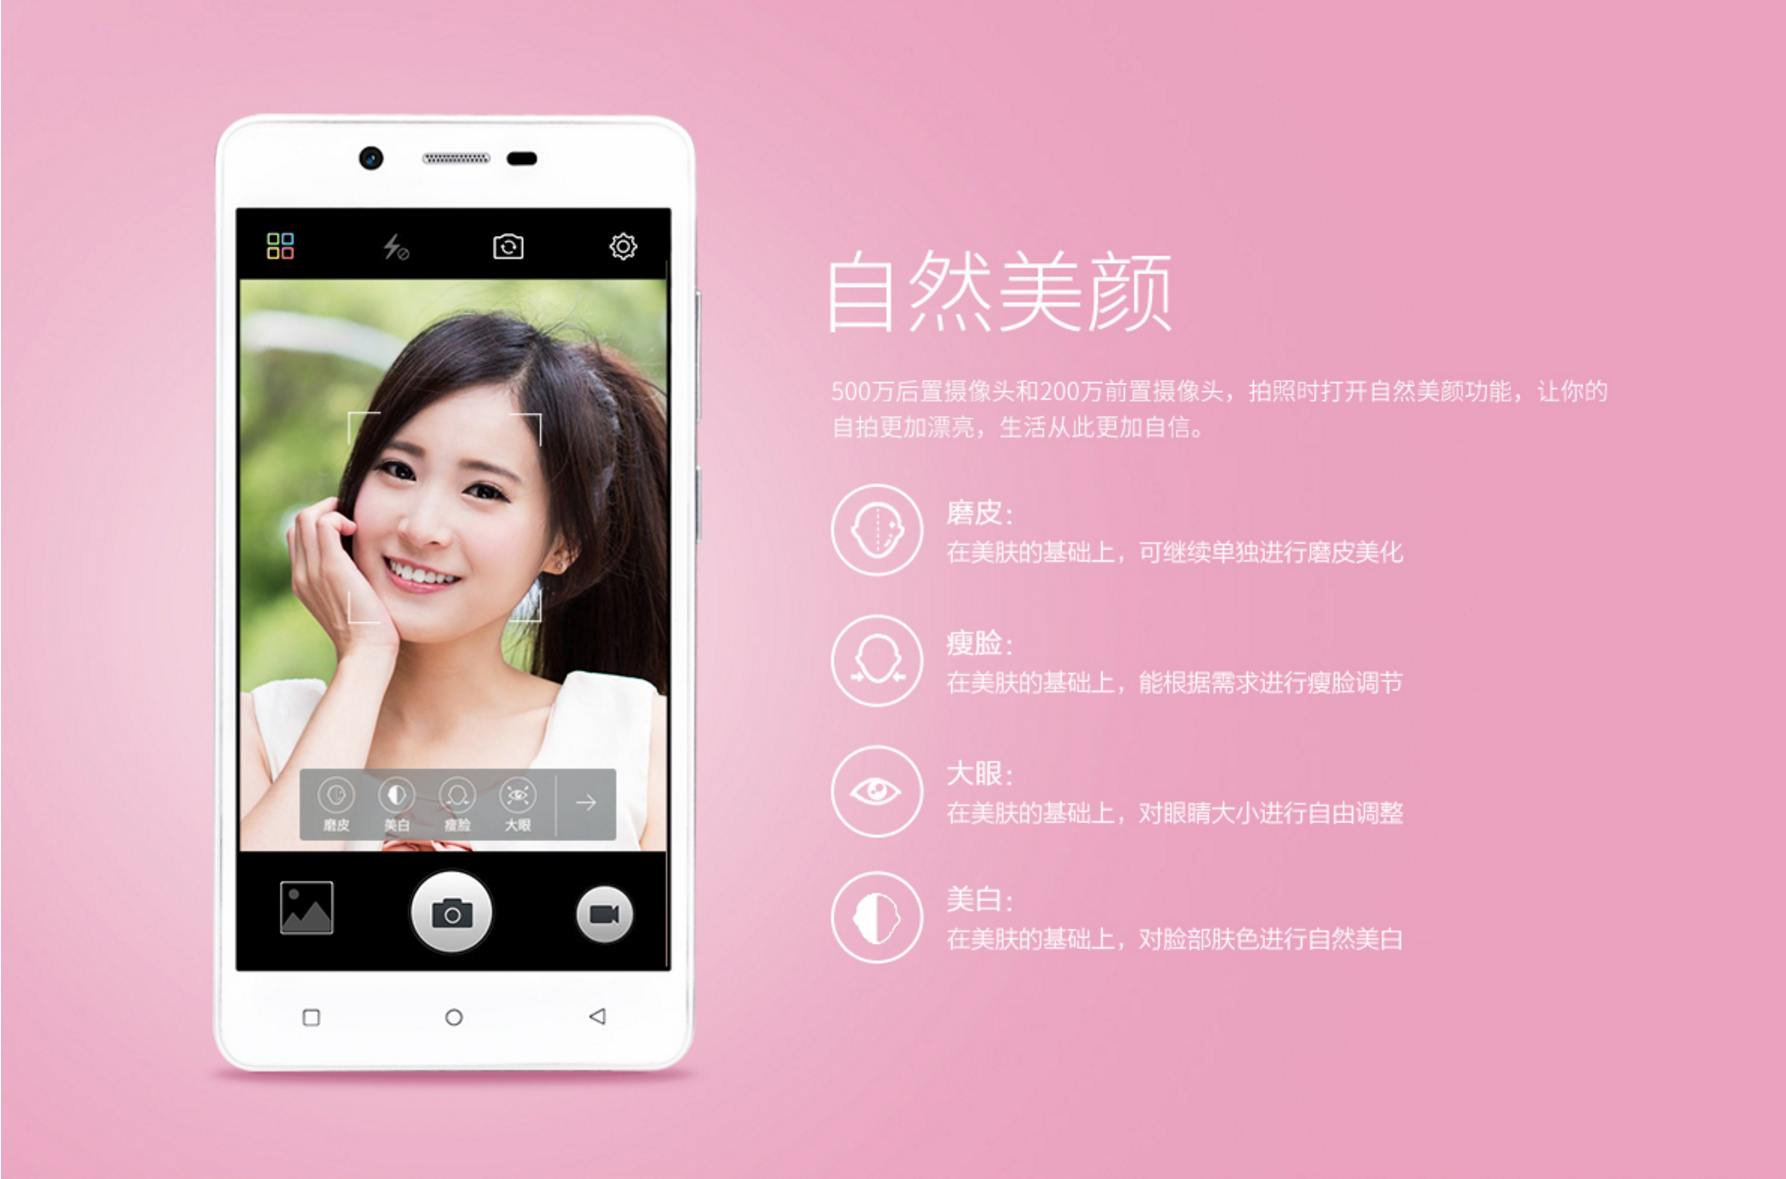 自然美颜
500万后置摄像头和200万前置摄像头，拍照时打开自然美颜功能，让你的
自拍更加漂亮，生活从此更加自信。
磨皮：
在美肤的基础上，可继续单独进行磨皮美化
瘦脸：
在美肤的基础上，能根据需求进行瘦脸调节
大眼：
在美肤的基础上，对眼睛大小进行自由调整
美白：
在美肤的基础上，对脸部肤色进行自然美白
磨皮 美白 瘦脸 大眼